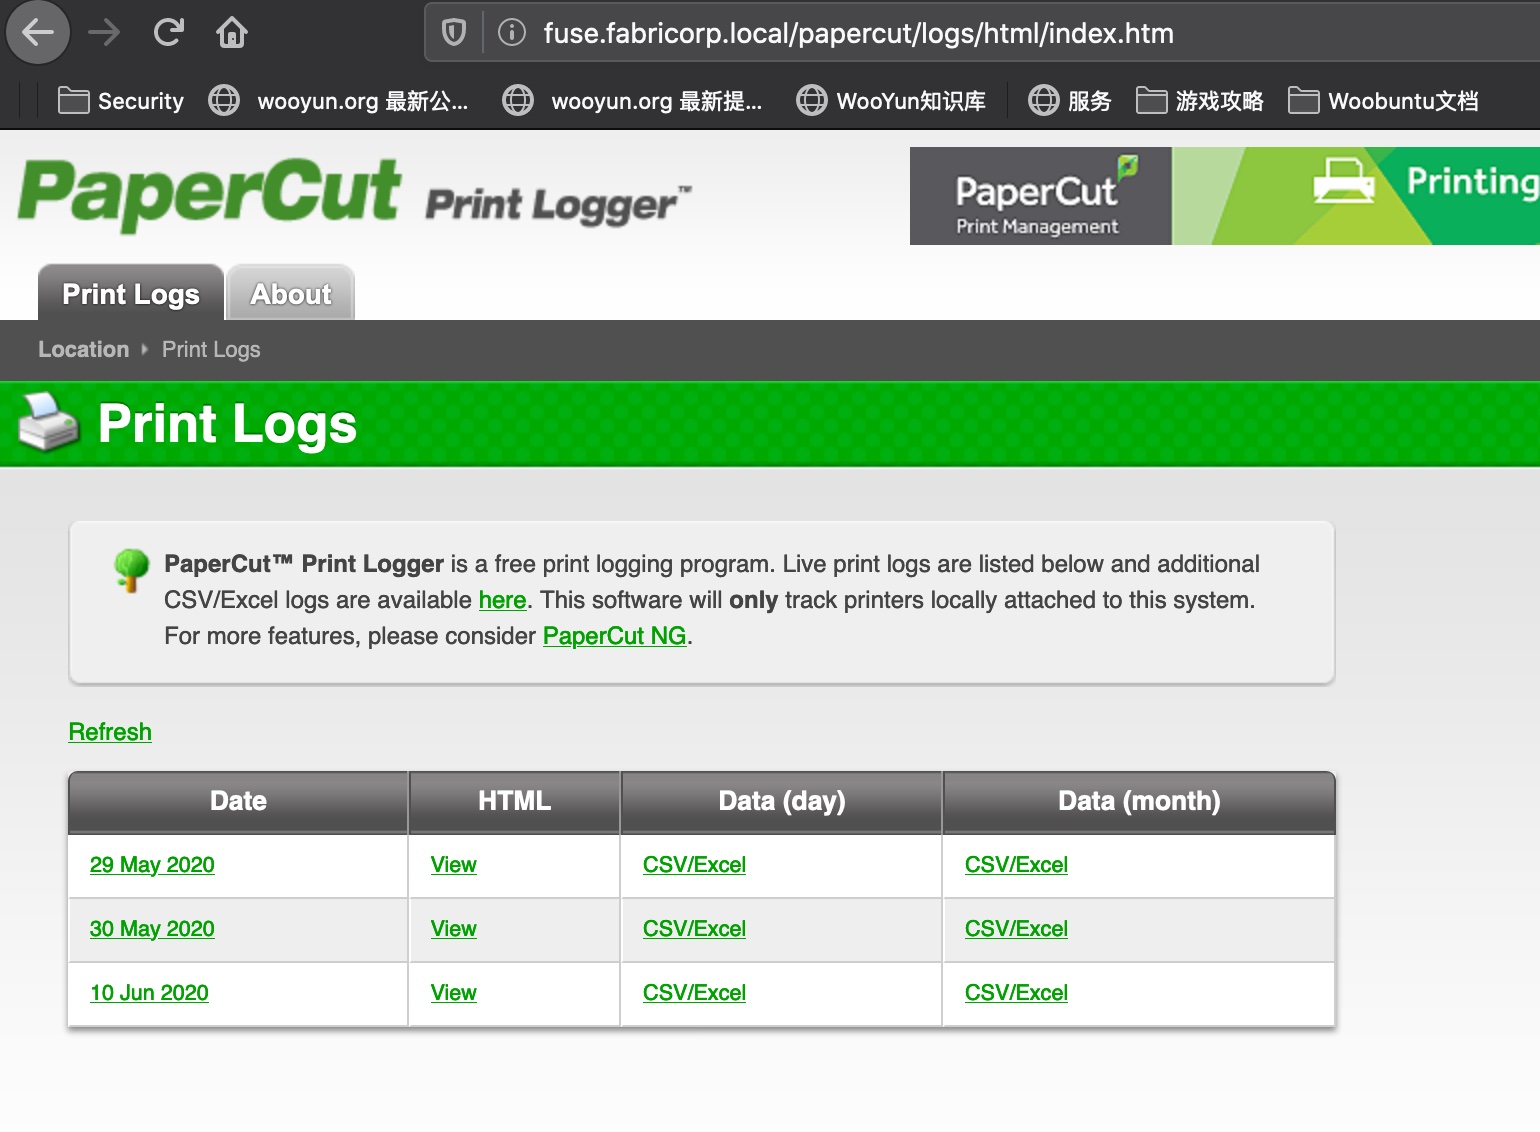 fuse.fabricorp.local/papercut/logs/html/index.htm
Security wooyun.org 最新公... wooyun.org 最新提... WooYun知识库 服务 游戏攻略 Woobuntu文档
PaperCut Print Logger™
PaperCut
Print Management
Printing
Print Logs About
Location Print Logs
Print Logs
PaperCut™ Print Logger is a free print logging program. Live print logs are listed below and additional
CSV/Excel logs are available here. This software will only track printers locally attached to this system.
For more features, please consider PaperCut NG.
Refresh
Date HTML Data (day) Data (month)
29 May 2020 View CSV/Excel CSV/Excel
30 May 2020 View CSV/Excel CSV/Excel
10 Jun 2020 View CSV/Excel CSV/Excel